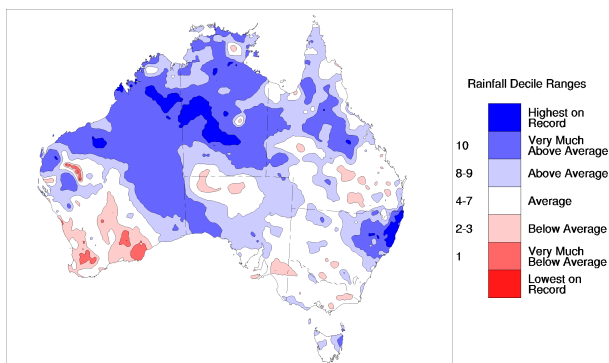 Rainfall Decile Ranges
Highest on
Record
10
Very Much
Above Average
8-9
Above Average
4-7
Average
2-3
Below Average
1
Very Much
Below Average
Lowest on
Record